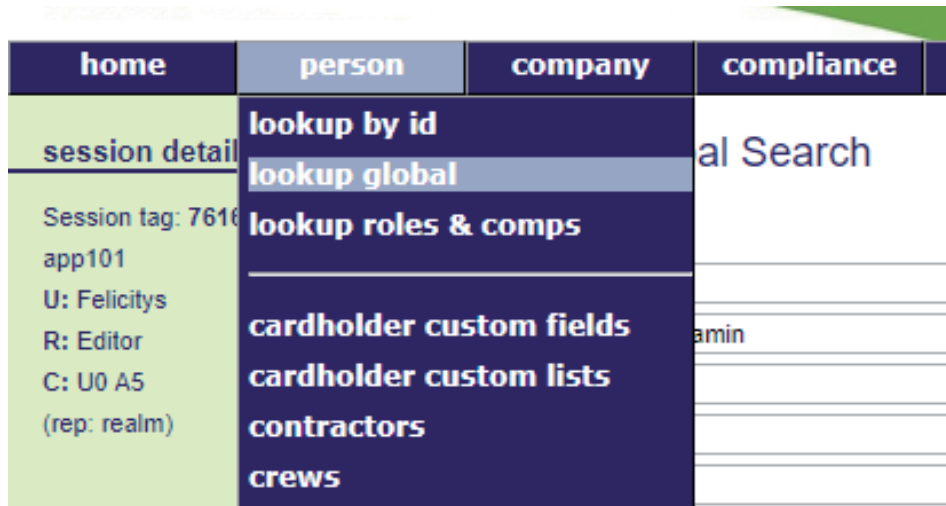 home person company compliance
lookup by id
lookup global
lookup roles & comps
cardholder custom fields
cardholder custom lists
contractors
crews
session detail
Session tag: 7616
app101
U: Felicitys
R: Editor
C: U0 A5
(rep: realm)
al Search
amin